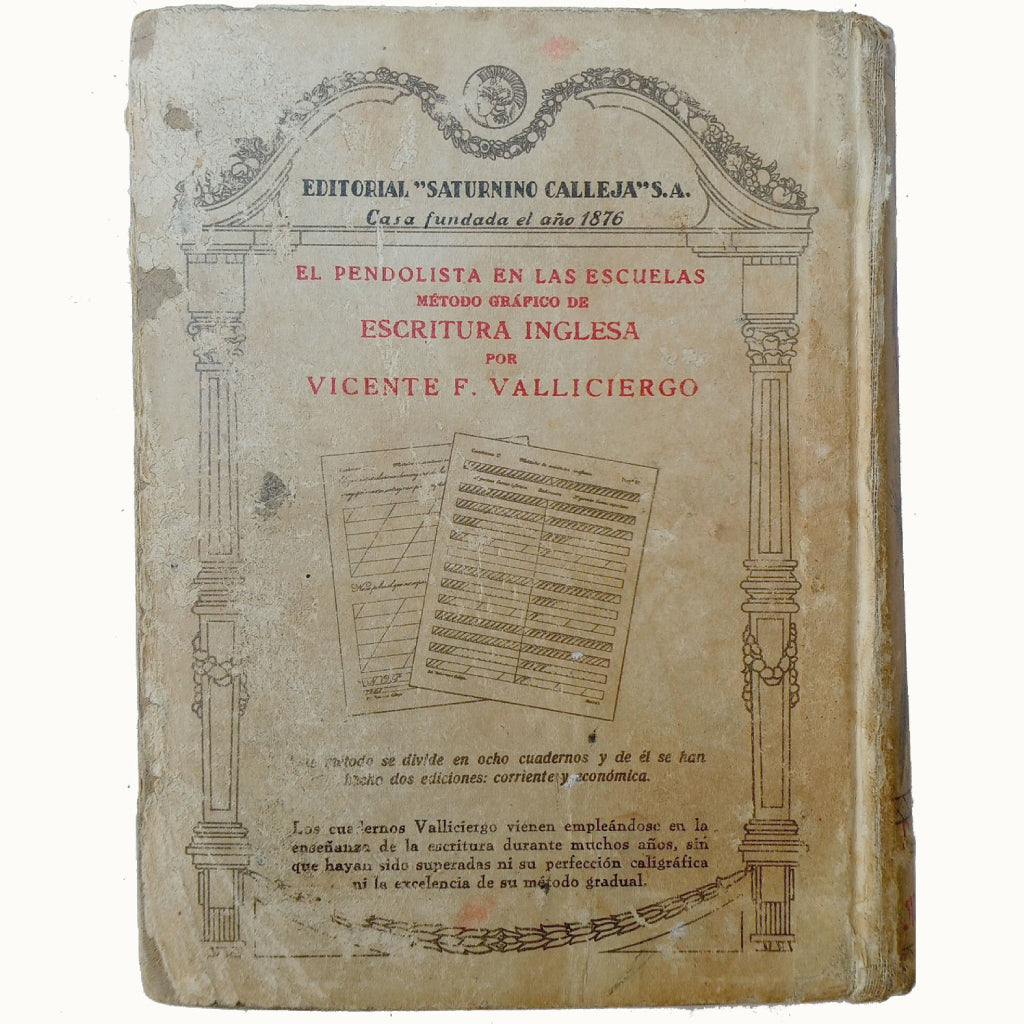 EDITORIAL "SATURNINO CALLEJA" S.A.
Casa fundada el año 1876
EL PENDOLISTA EN LAS ESCUELAS
MÉTODO GRÁFICO DE
ESCRITURA INGLESA
POR
VICENTE F. VALLICIERGO
método se divide en ocho cuadernos y de él se han
hecho dos ediciones: corriente y económica.
Los cuadernos Valliciergo vienen empleándose en la
enseñanza de la escritura durante muchos años, sin
que hayan sido superadas ni su perfección caligráfica
ni la excelencia de su método gradual.